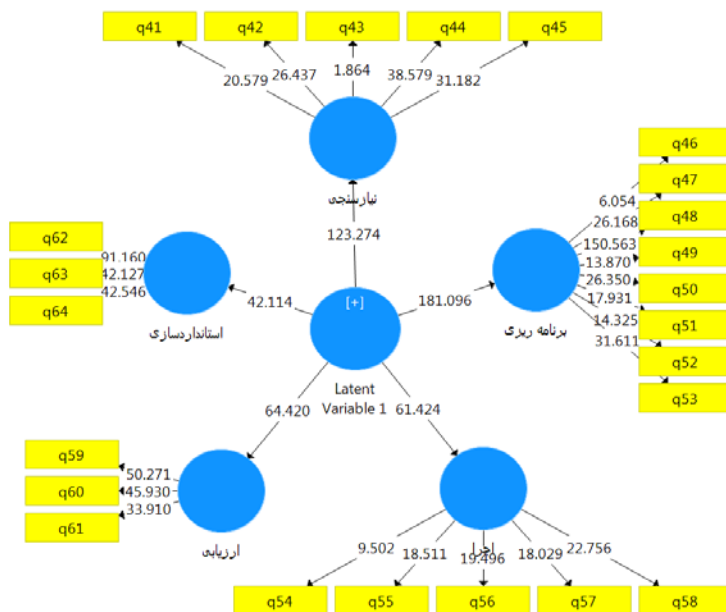 q41
q42
q43
q44
q45
20.579
26.437
1.864
38.579
31.182
نیازسنجی
123.274
q46
q47
q48
q49
q50
q51
q52
q53
6.054
26.168
150.563
13.870
26.350
17.931
14.325
31.611
برنامه ریزی
181.096
q62
q63
q64
91.160
42.127
42.546
استانداردسازی
42.114
[+]
Latent
Variable 1
64.420
61.424
q59
q60
q61
50.271
45.930
33.910
ارزیابی
اجرا
9.502
18.511
19.496
18.029
22.756
q54
q55
q56
q57
q58